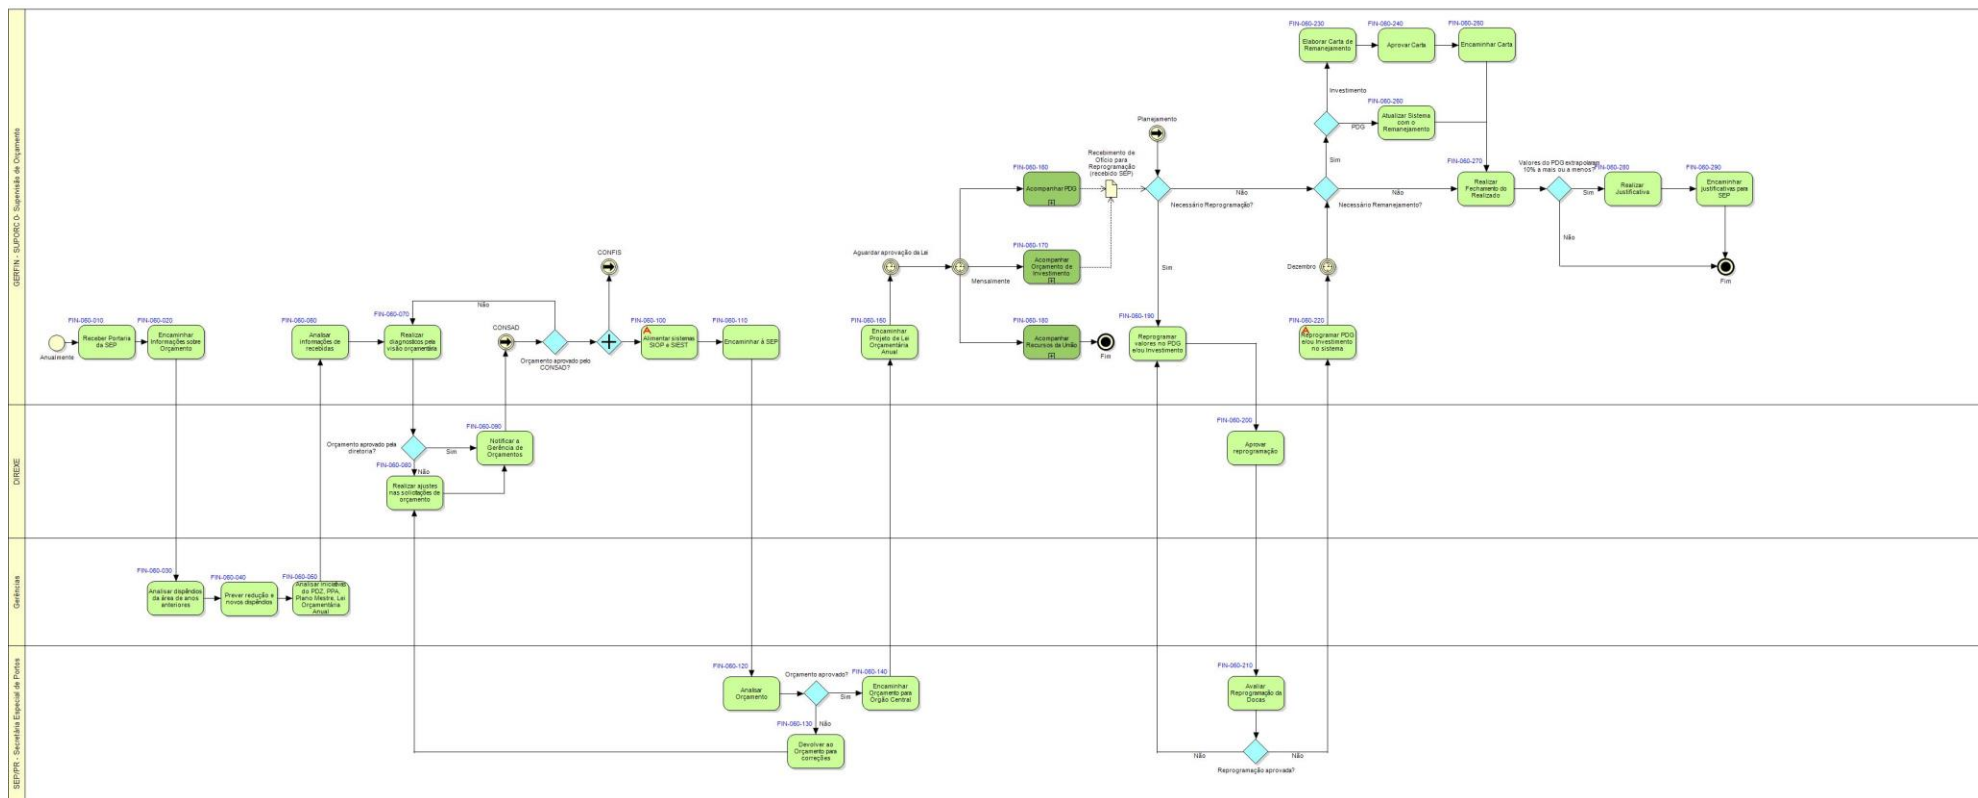 GERFIN - SUPORC D- Supervisão de Orçamento
FIN-060-230
Elaborar Carta de
Remanejamento
FIN-060-240
Aprovar Carta
Encaminhar Carta
Investimento
Atualizar Sistema
com o
Remanejamento
PDG
Sim
Planejamento
Recebimento de
Ofício para
Reprogramação
(recebido SEP)
FIN-060-160
Acompanhar PDG
Não
Necessário Reprogramação?
Necessário Remanejamento?
Não
FIN-060-270
Realizar
Fechamento do
Realizado
Valores do PDG extrapolaram
10% a mais ou a menos?
Sim
Realizar
Justificativa
FIN-060-290
Encaminhar
justificativas para
SEP
Não
Fim
CONFIS
Aguardar aprovação da Lei
Mensalmente
FIN-060-170
Acompanhar
Orçamento de
Investimento
Sim
Dezembro
Anualmente
FIN-060-010
Receber Portaria
da SEP
FIN-060-020
Encaminhar
Informações sobre
Orçamento
Analisar
informações de
recebidas
FIN-060-070
Realizar
diagnósticos pela
visão orçamentária
Não
CONSAD
Orçamento aprovado pelo
CONSAD?
FIN-060-100
Alimentar sistemas
SIOP e SIEST
FIN-060-110
Encaminhar à SEP
Encaminhar
Projeto de Lei
Orçamentária
Anual
FIN-060-180
Acompanhar
Recursos da União
Fim
FIN-060-190
Reprogramar
valores no PDG
e/ou Investimento
FIN-060-220
Reprogramar PDG
e/ou Investimento
no sistema
DIREXE
Orçamento aprovado pela
diretoria?
Sim
FIN-060-090
Notificar a
Gerência de
Orçamentos
Não
Realizar ajustes
nas solicitações de
orçamento
FIN-060-200
Aprovar
reprogramação
Gerências
FIN-060-030
Analisar dispêndios
da área de anos
anteriores
FIN-060-040
Prever redução e
novos dispêndios
Analisar iniciativas
do PDZ, PPA,
Plano Mestre, Lei
Orçamentária
Anual
SEP/PR - Secretária Especial de Portos
FIN-060-120
Analisar
Orçamento
Orçamento aprovado?
Sim
FIN-060-140
Encaminhar
Orçamento para
Órgão Central
FIN-060-130
Não
Devolver ao
Orçamento para
correções
FIN-060-210
Avaliar
Reprogramação da
Docas
Não
Não
Reprogramação aprovada?